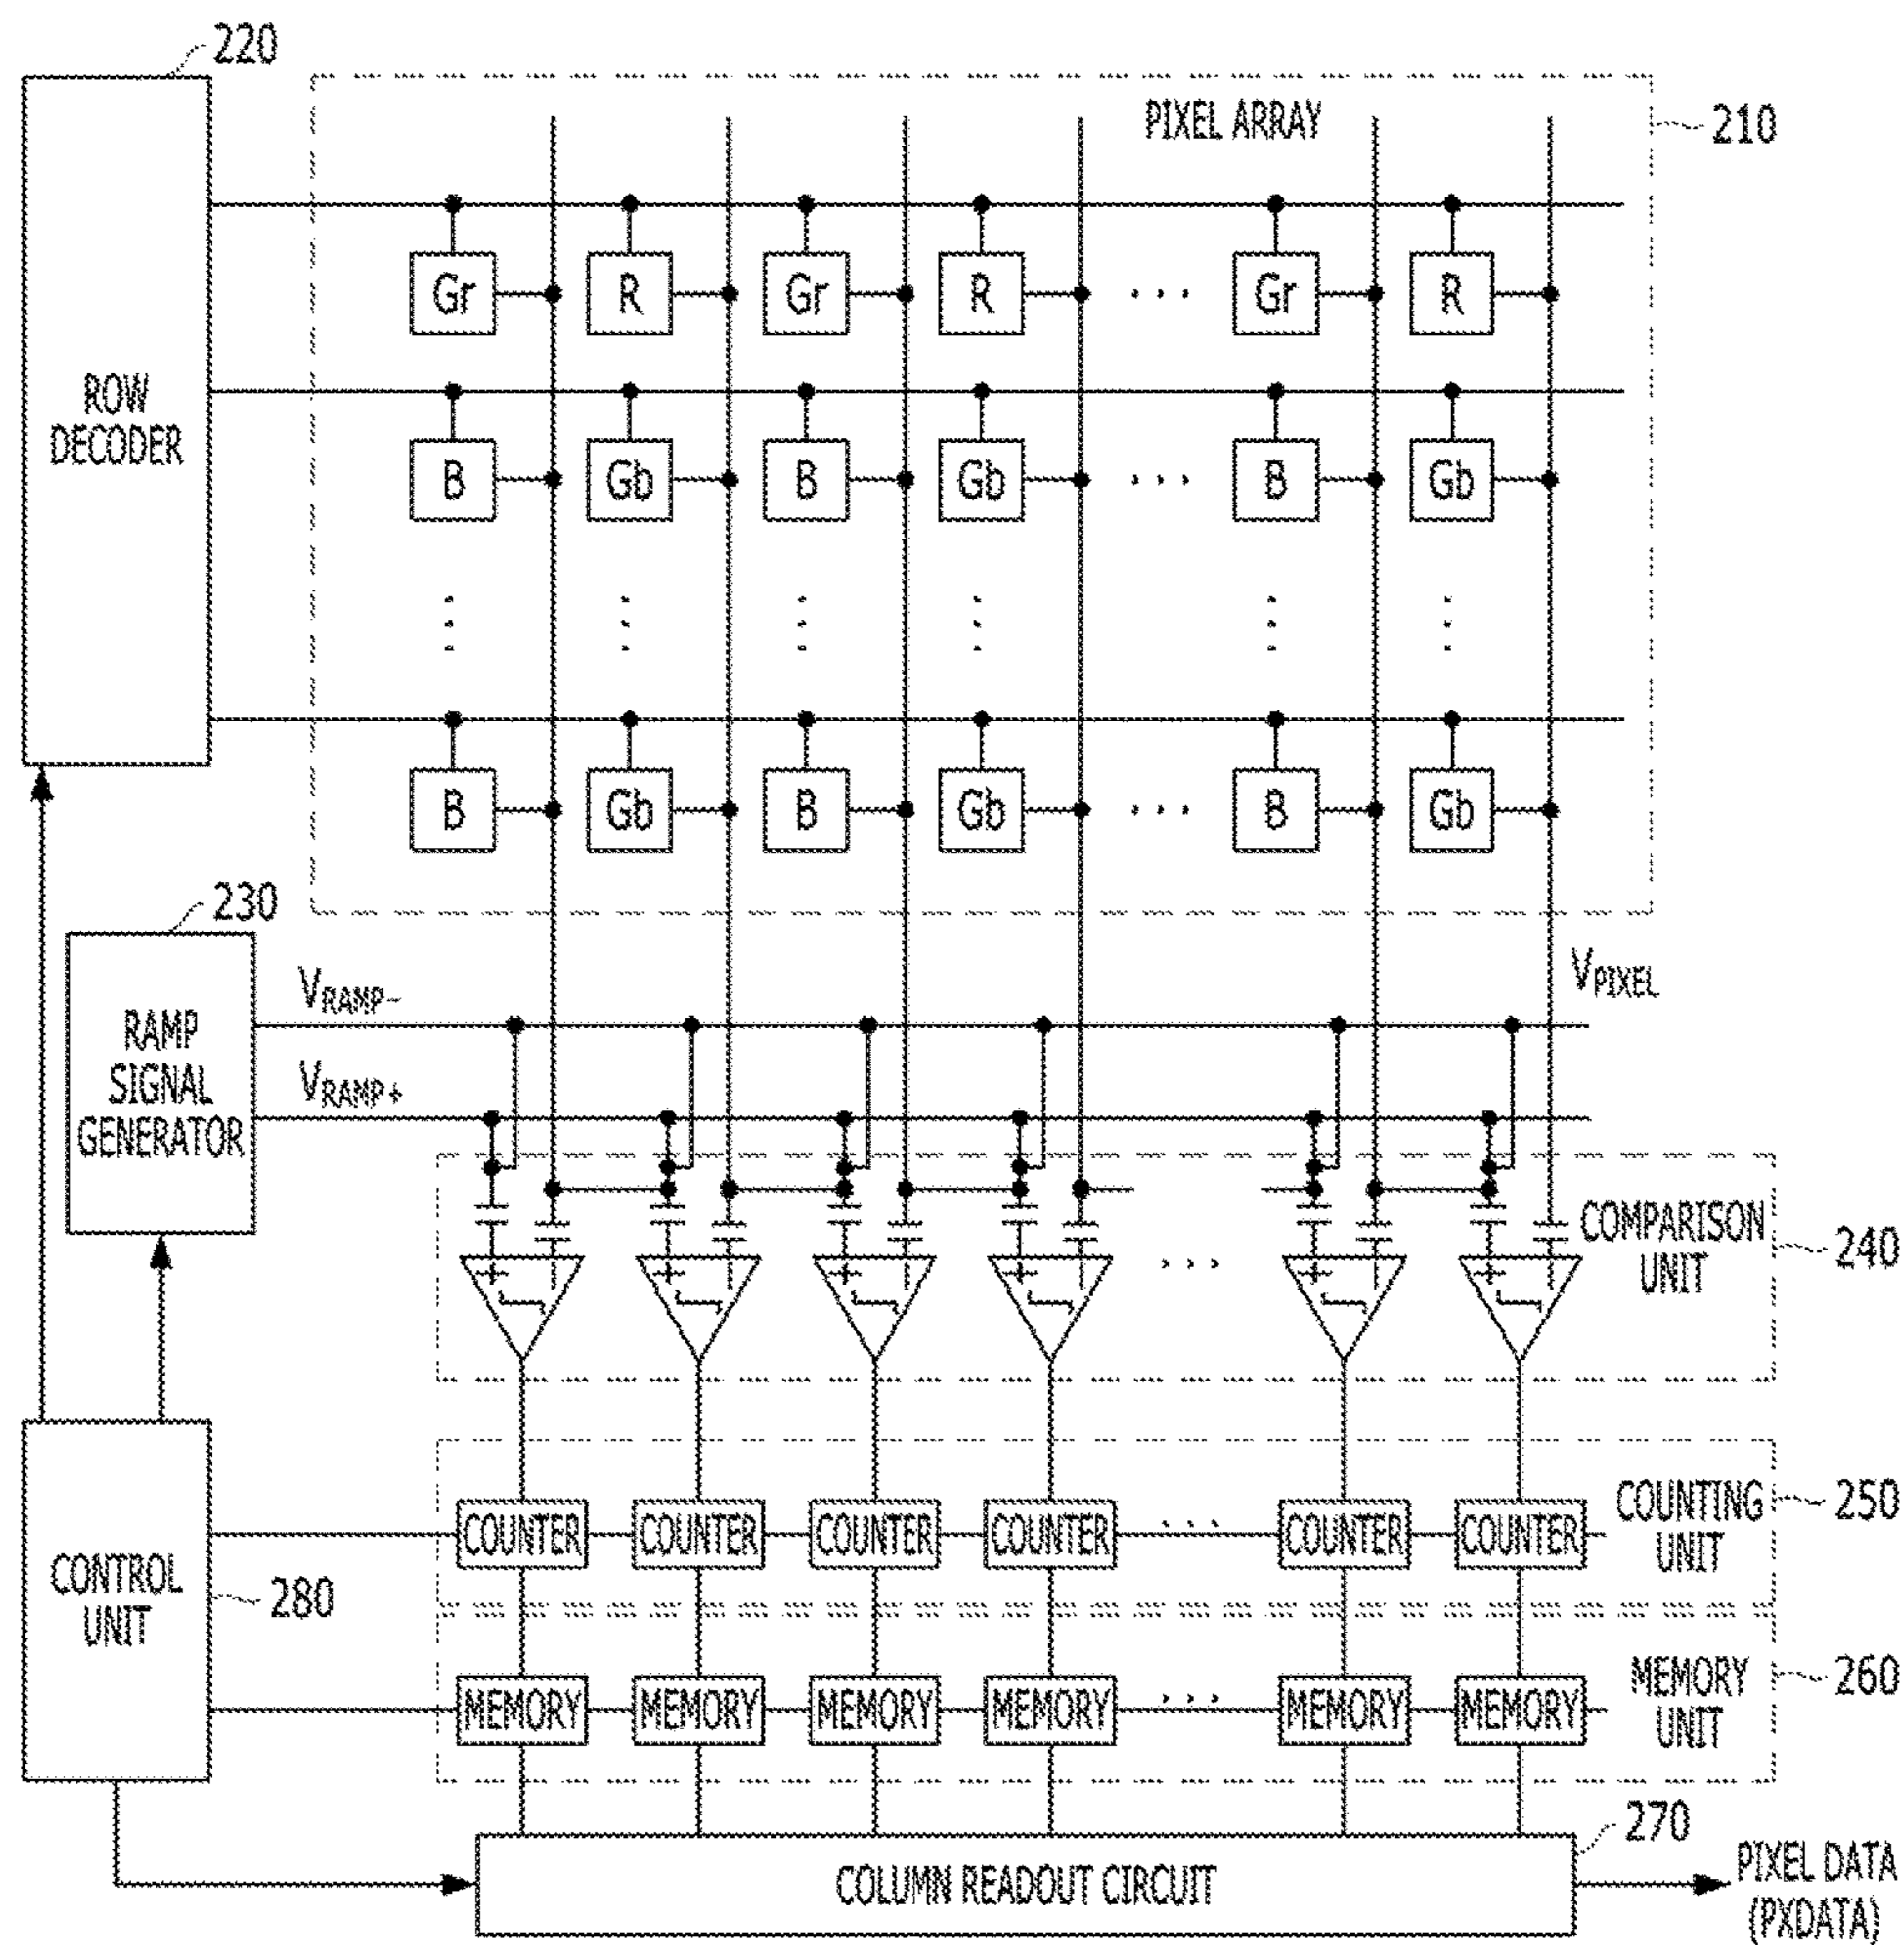 220
PIXEL ARRAY
210
Gr R Gr R ... Gr R
ROW
DECODER
B Gb B Gb ... B Gb
B Gb B Gb ... B Gb
230
RAMP
SIGNAL
GENERATOR
VRAMP-
VRAMP+
VPIXEL
COMPARISON
UNIT
240
+ - + - + - + - ... + - + -
CONTROL
UNIT
280
COUNTER COUNTER COUNTER COUNTER ... COUNTER COUNTER
COUNTING
UNIT
250
MEMORY MEMORY MEMORY MEMORY ... MEMORY MEMORY
MEMORY
UNIT
260
270
COLUMN READOUT CIRCUIT
PIXEL DATA
(PXDATA)